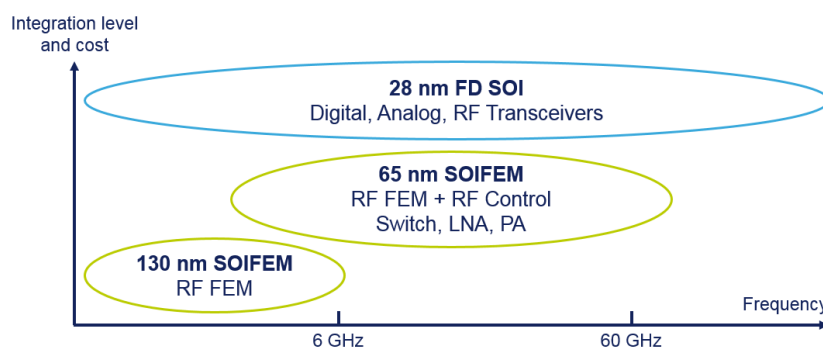 Integration level
and cost
28 nm FD SOI
Digital, Analog, RF Transceivers
65 nm SOIFEM
RF FEM + RF Control
Switch, LNA, PA
130 nm SOIFEM
RF FEM
Frequency
6 GHz
60 GHz